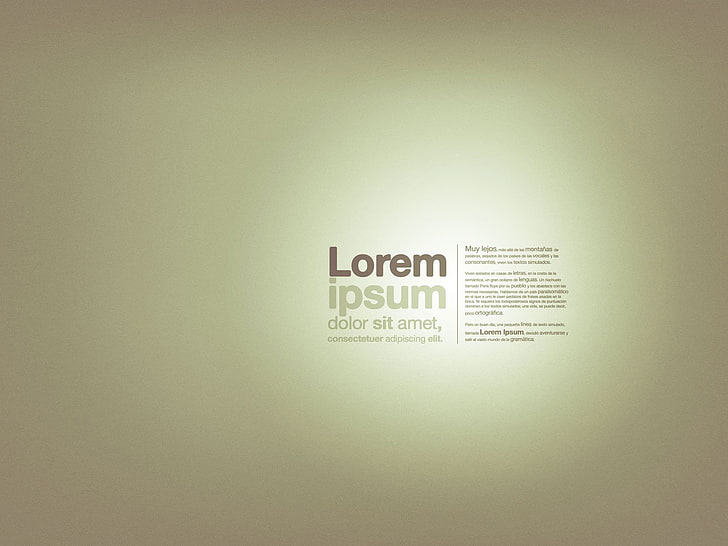 Lorem
ipsum
dolor sit amet,
consectetuer adipiscing elit.
Muy lejos, más allá de las montañas de
palabras, alejados de los países de las vocales y las
consonantes, viven los textos simulados.
Viven aislados en casas de letras, en la costa de la
semántica, un gran océano de lenguas. Un riachuelo
llamado Pons fluye por su pueblo y los abastece con las
normas necesarias. Hablamos de un país paraisomático
en el que a uno le caen pedazos de frases asadas en la
boca. Ni siquiera los todopoderosos signos de puntuación
dominan a los textos simulados; una vida, se puede decir,
poco ortográfica.
Pero un buen día, una pequeña línea de texto simulado,
llamada Lorem Ipsum, decidió aventurarse y
salir al vasto mundo de la gramática.